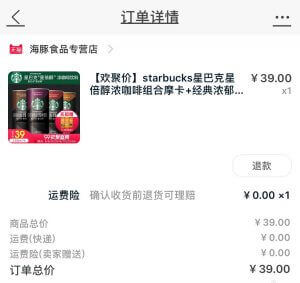 订单详情
天猫 海豚食品专营店 >
【欢聚价】starbucks星巴克星 ￥39.00
倍醇浓咖啡组合摩卡+经典浓郁... x1
39
退款
运费险 确认收货前退货可理赔 ￥0.00 ×1
商品总价 ￥39.00
运费(快递) ￥0.00
运费险(卖家赠送) ￥0.00
订单总价 ￥39.00